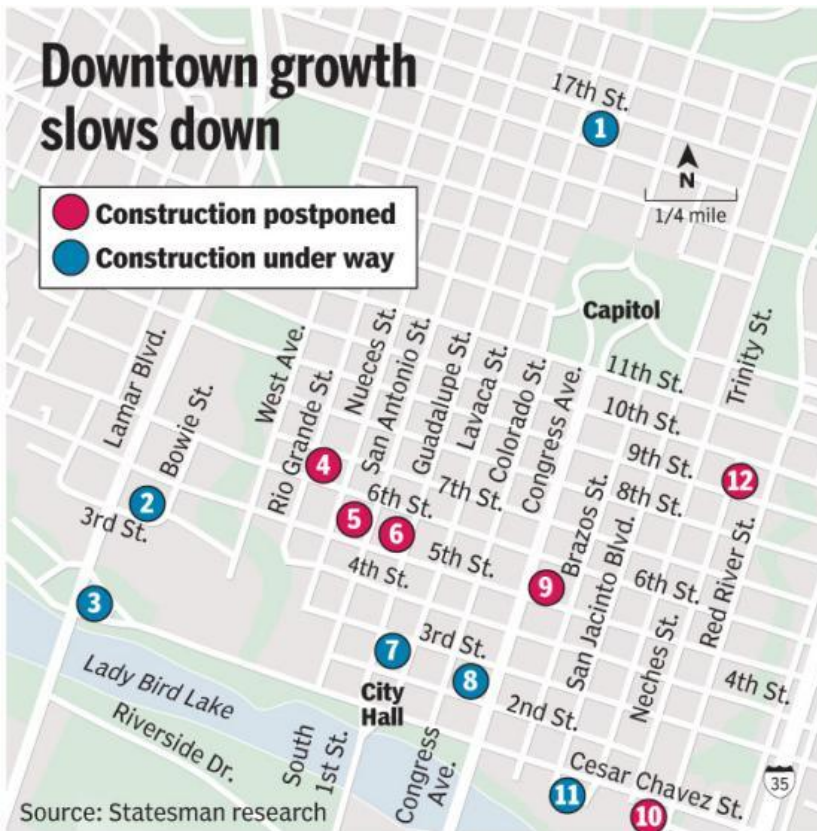 Downtown growth
slows down
Construction postponed
Construction under way
17th St.
1
N
1/4 mile
Capitol
11th St.
10th St.
9th St.
8th St.
Trinity St.
Lamar Blvd.
Bowie St.
West Ave.
Rio Grande St.
Nueces St.
San Antonio St.
Guadalupe St.
Lavaca St.
Colorado St.
Congress Ave.
4
12
2
3rd St.
6th St.
7th St.
5
6
5th St.
4th St.
9
Brazos St.
San Jacinto Blvd.
6th St.
Neches St.
Red River St.
3
7
3rd St.
8
4th St.
City
Hall
2nd St.
Lady Bird Lake
Riverside Dr.
South
1st St.
Congress
Ave.
11
Cesar Chavez St.
10
35
Source: Statesman research